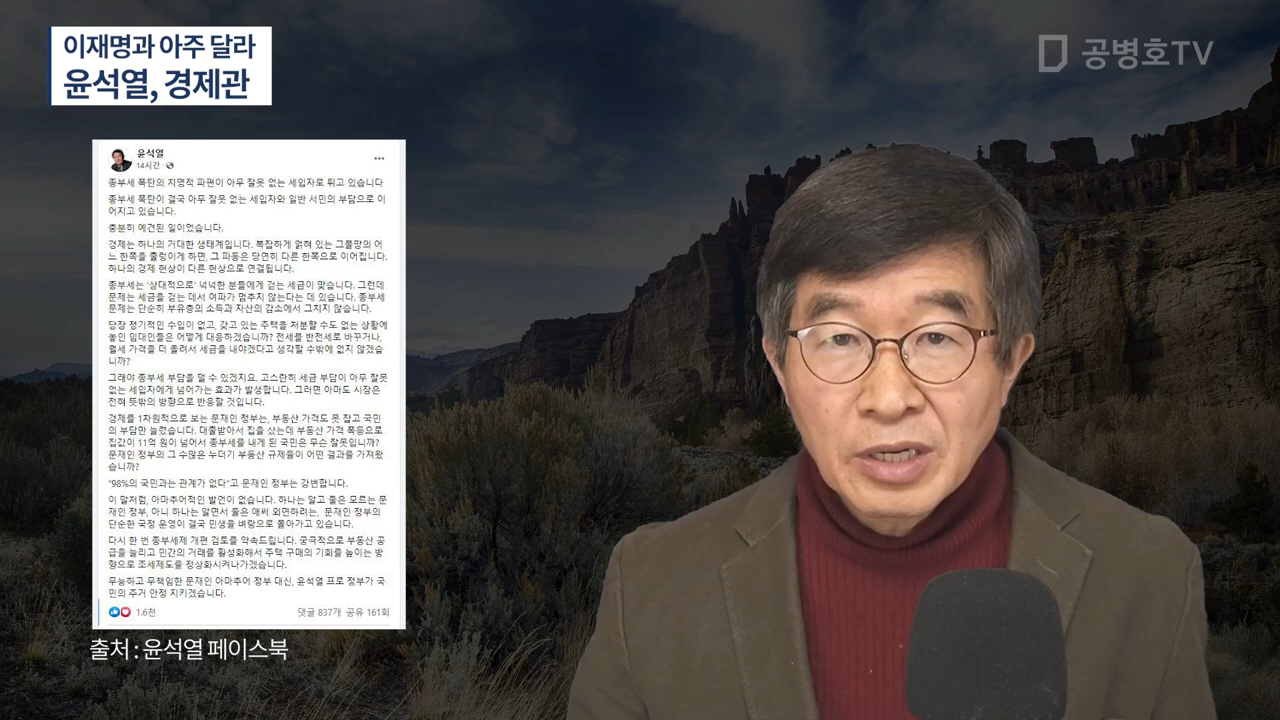 이재명과 아주 달라
윤석열, 경제관
공병호TV
윤석열
14시간 ·
종부세 폭탄의 치명적 파편이 아무 잘못 없는 세입자로 튀고 있습니다
종부세 폭탄이 결국 아무 잘못 없는 세입자와 일반 서민의 부담으로 이
어지고 있습니다.
충분히 예견된 일이었습니다.
경제는 하나의 거대한 생태계입니다. 복잡하게 얽혀 있는 그물망의 어
느 한쪽을 출렁이게 하면, 그 파동은 당연히 다른 한쪽으로 이어집니다.
하나의 경제 현상이 다른 현상으로 연결됩니다.
종부세는 '상대적으로' 넉넉한 분들에게 걷는 세금이 맞습니다. 그런데
문제는 세금을 걷는 데서 여파가 멈추지 않는다는 데 있습니다. 종부세
문제는 단순히 부유층의 소득과 자산의 감소에서 그치지 않습니다.
당장 정기적인 수입이 없고, 갖고 있는 주택을 처분할 수도 없는 상황에
놓인 임대인들은 어떻게 대응하겠습니까? 전세를 반전세로 바꾸거나,
월세 가격을 더 올려서 세금을 내야겠다고 생각할 수밖에 없지 않겠습
니까?
그래야 종부세 부담을 덜 수 있겠지요. 고스란히 세금 부담이 아무 잘못
없는 세입자에게 넘어가는 효과가 발생합니다. 그러면 아마도 시장은
전혀 뜻밖의 방향으로 반응할 것입니다.
경제를 1차원적으로 보는 문재인 정부는, 부동산 가격도 못 잡고 국민
의 부담만 늘렸습니다. 대출받아서 집을 샀는데 부동산 가격 폭등으로
집값이 11억 원이 넘어서 종부세를 내게 된 국민은 무슨 잘못입니까?
문재인 정부의 그 수많은 누더기 부동산 규제들이 어떤 결과를 가져왔
습니까?
"98%의 국민과는 관계가 없다"고 문재인 정부는 강변합니다.
이 말처럼, 아마추어적인 발언이 없습니다. 하나는 알고 둘은 모르는 문
재인 정부, 아니 하나는 알면서 둘은 애써 외면하려는, 문재인 정부의
단순한 국정 운영이 결국 민생을 벼랑으로 몰아가고 있습니다.
다시 한 번 종부세제 개편 검토를 약속드립니다. 궁극적으로 부동산 공
급을 늘리고 민간의 거래를 활성화해서 주택 구매의 기회를 높이는 방
향으로 조세제도를 정상화시켜나가겠습니다.
무능하고 무책임한 문재인 아마추어 정부 대신, 윤석열 프로 정부가 국
민의 주거 안정 지키겠습니다.
1.6천 댓글 837개 공유 161회
출처 : 윤석열 페이스북